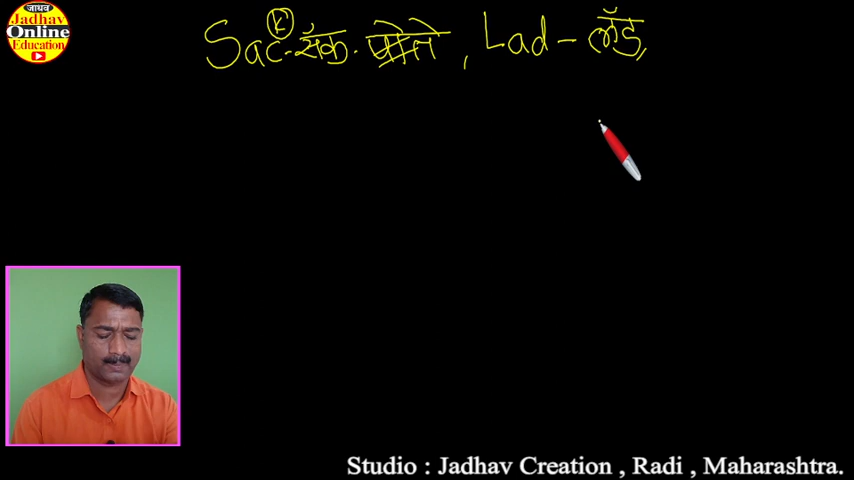 जाधव
Jadhav
Online
Education
K
Sac - सॅक - पोते , Lad - लॅड,
Studio : Jadhav Creation , Radi , Maharashtra.